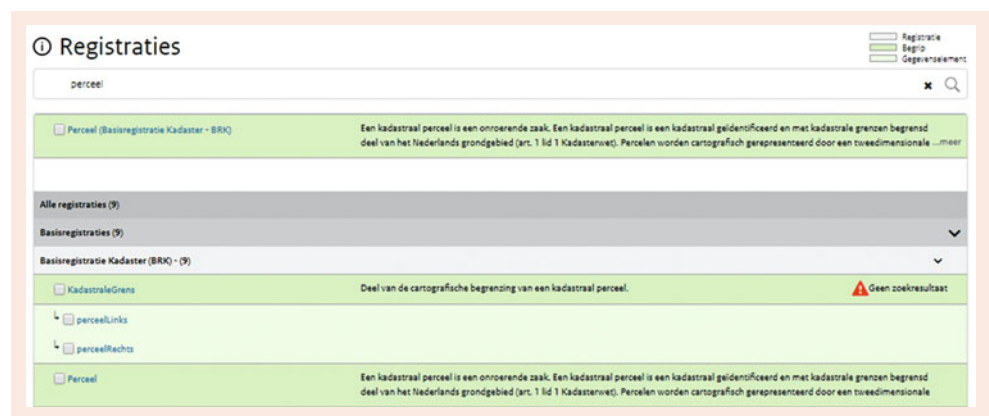 Registraties
Registratie
Begrip
Gegevenselement
perceel
Perceel (Basisregistratie Kadaster - BRK)
Een kadastraal perceel is een onroerende zaak. Een kadastraal perceel is een kadastraal geïdentificeerd en met kadastrale grenzen begrensd
deel van het Nederlands grondgebied (art. 1 lid 1 Kadasterwet). Percelen worden cartografisch gerepresenteerd door een tweedimensionale ...meer
Alle registraties (9)
Basisregistraties (9)
Basisregistratie Kadaster (BRK) - (9)
KadastraleGrens
Deel van de cartografische begrenzing van een kadastraal perceel.
Geen zoekresultaat
perceelLinks
perceelRechts
Perceel
Een kadastraal perceel is een onroerende zaak. Een kadastraal perceel is een kadastraal geïdentificeerd en met kadastrale grenzen begrensd
deel van het Nederlands grondgebied (art. 1 lid 1 Kadasterwet). Percelen worden cartografisch gerepresenteerd door een tweedimensionale